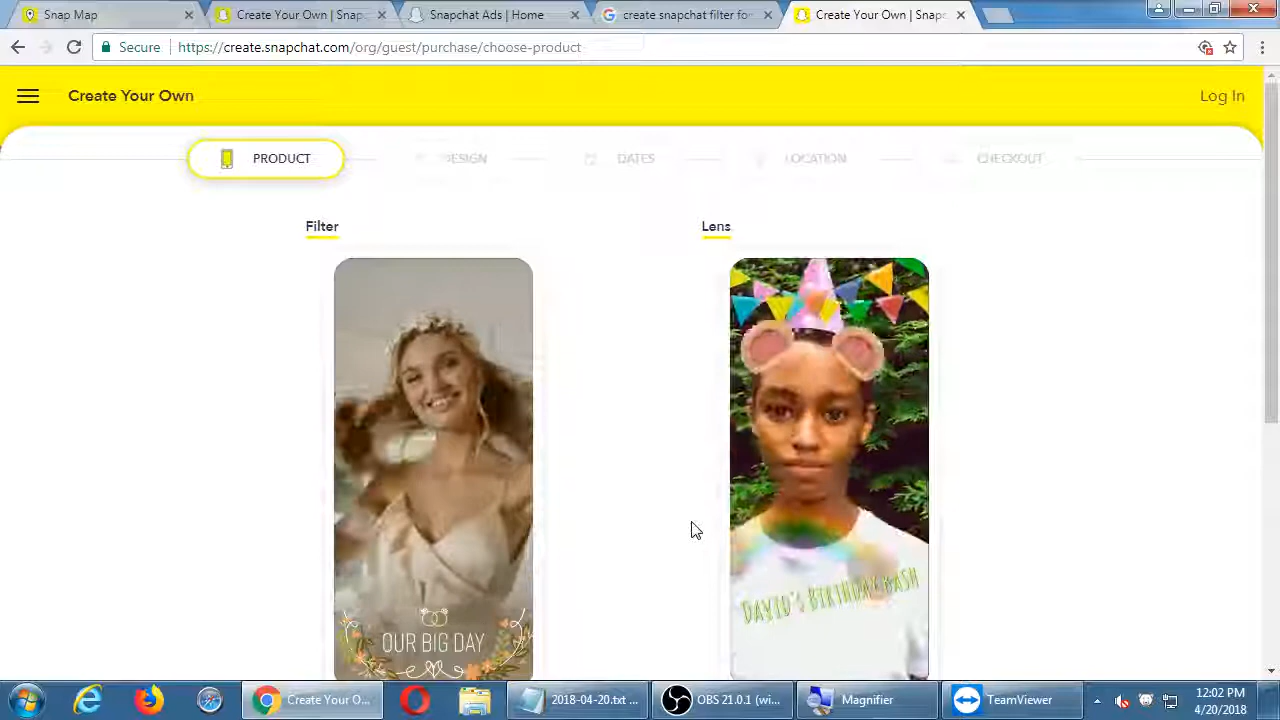 Snap Map
Create Your Own | Snap
Snapchat Ads | Home
create snapchat filter for
Create Your Own | Snap
Secure
https://create.snapchat.com/org/guest/purchase/choose-product
Create Your Own
Log In
PRODUCT
DESIGN
DATES
LOCATION
CHECKOUT
Filter
Lens
OUR BIG DAY
DAVID'S BIRTHDAY BASH
Create Your O...
2018-04-20.txt ...
OBS 21.0.1 (wi...
Magnifier
TeamViewer
12:02 PM
4/20/2018